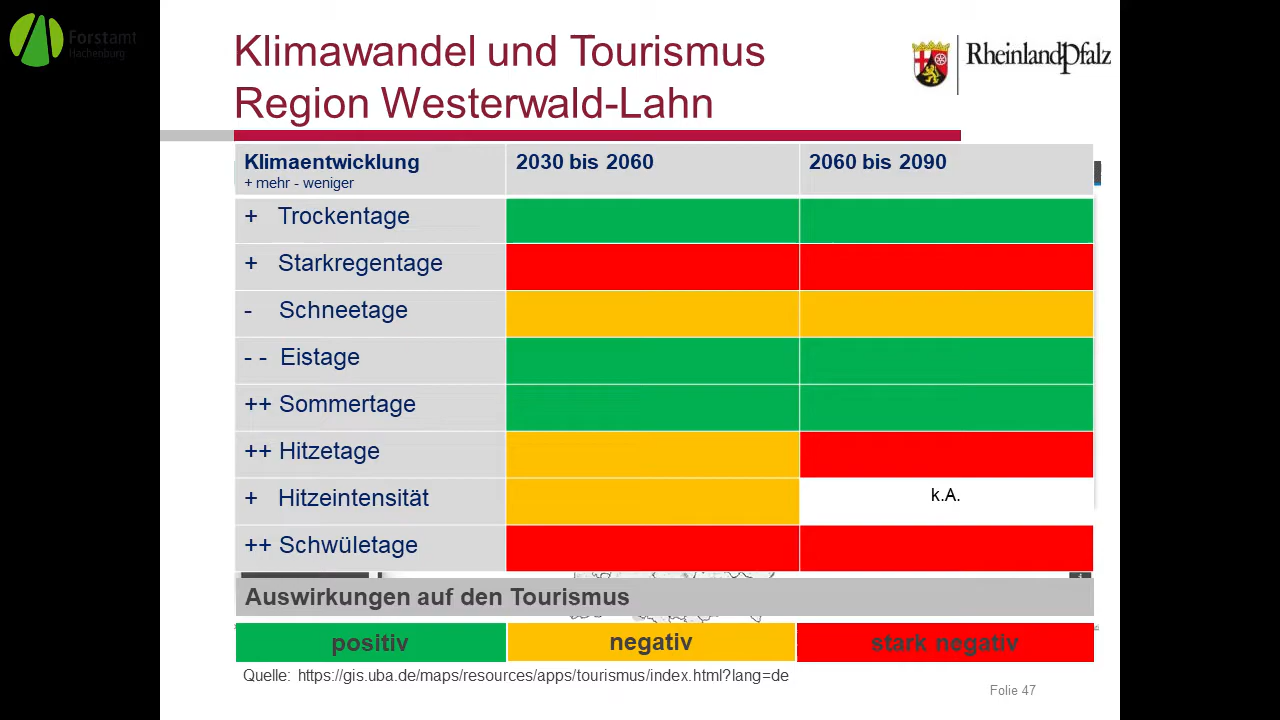 Forstamt
Hachenburg
Klimawandel und Tourismus
Region Westerwald-Lahn
RheinlandPfalz
Klimaentwicklung
+ mehr - weniger
2030 bis 2060
2060 bis 2090
+ Trockentage
+ Starkregentage
- Schneetage
- - Eistage
++ Sommertage
++ Hitzetage
+ Hitzeintensität
k.A.
++ Schwületage
Auswirkungen auf den Tourismus
positiv
negativ
stark negativ
Quelle: https://gis.uba.de/maps/resources/apps/tourismus/index.html?lang=de
Folie 47